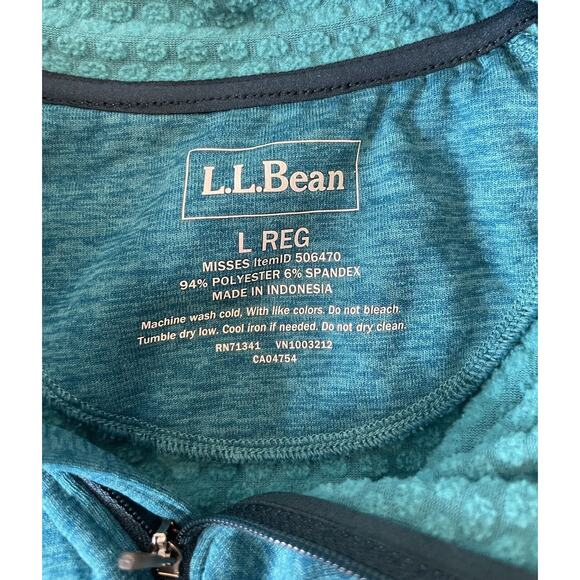 L.L.Bean
L REG
MISSES ItemID 506470
94% POLYESTER 6% SPANDEX
MADE IN INDONESIA
Machine wash cold, With like colors. Do not bleach.
Tumble dry low. Cool iron if needed. Do not dry clean.
RN71341 VN1003212
CA04754